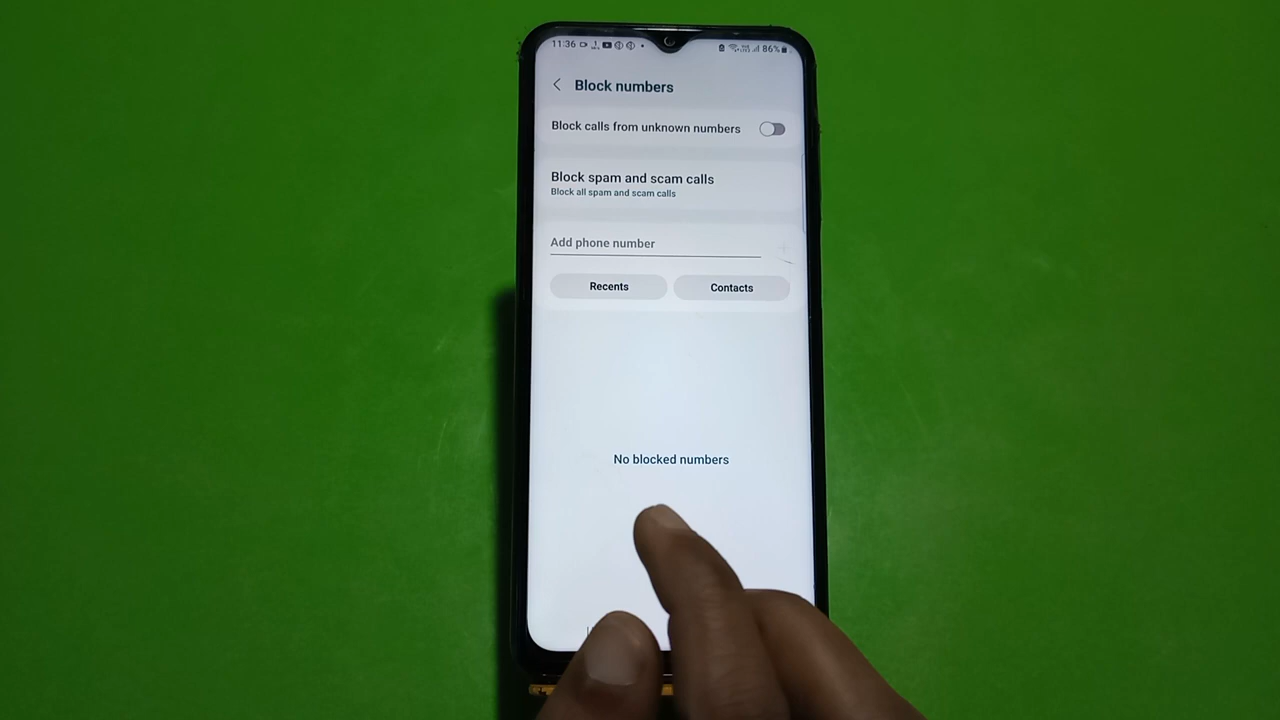 11:36 86%
Block numbers
Block calls from unknown numbers
Block spam and scam calls
Block all spam and scam calls
Add phone number
Recents Contacts
No blocked numbers